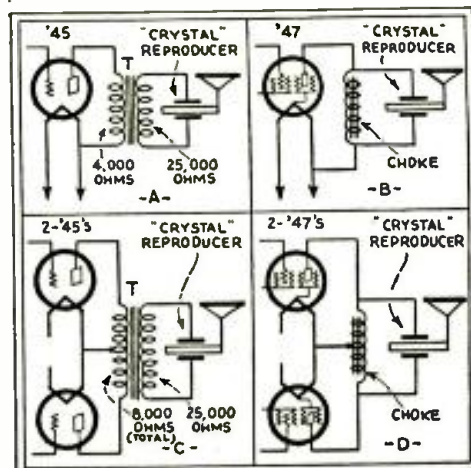 '45
"CRYSTAL"
REPRODUCER
T
4,000
OHMS
25,000
OHMS
-A-
'47
"CRYSTAL"
REPRODUCER
CHOKE
-B-
2-'45'S
"CRYSTAL"
REPRODUCER
T
8,000
OHMS
(TOTAL)
25,000
OHMS
-C-
2-'47'S
"CRYSTAL"
REPRODUCER
CHOKE
-D-